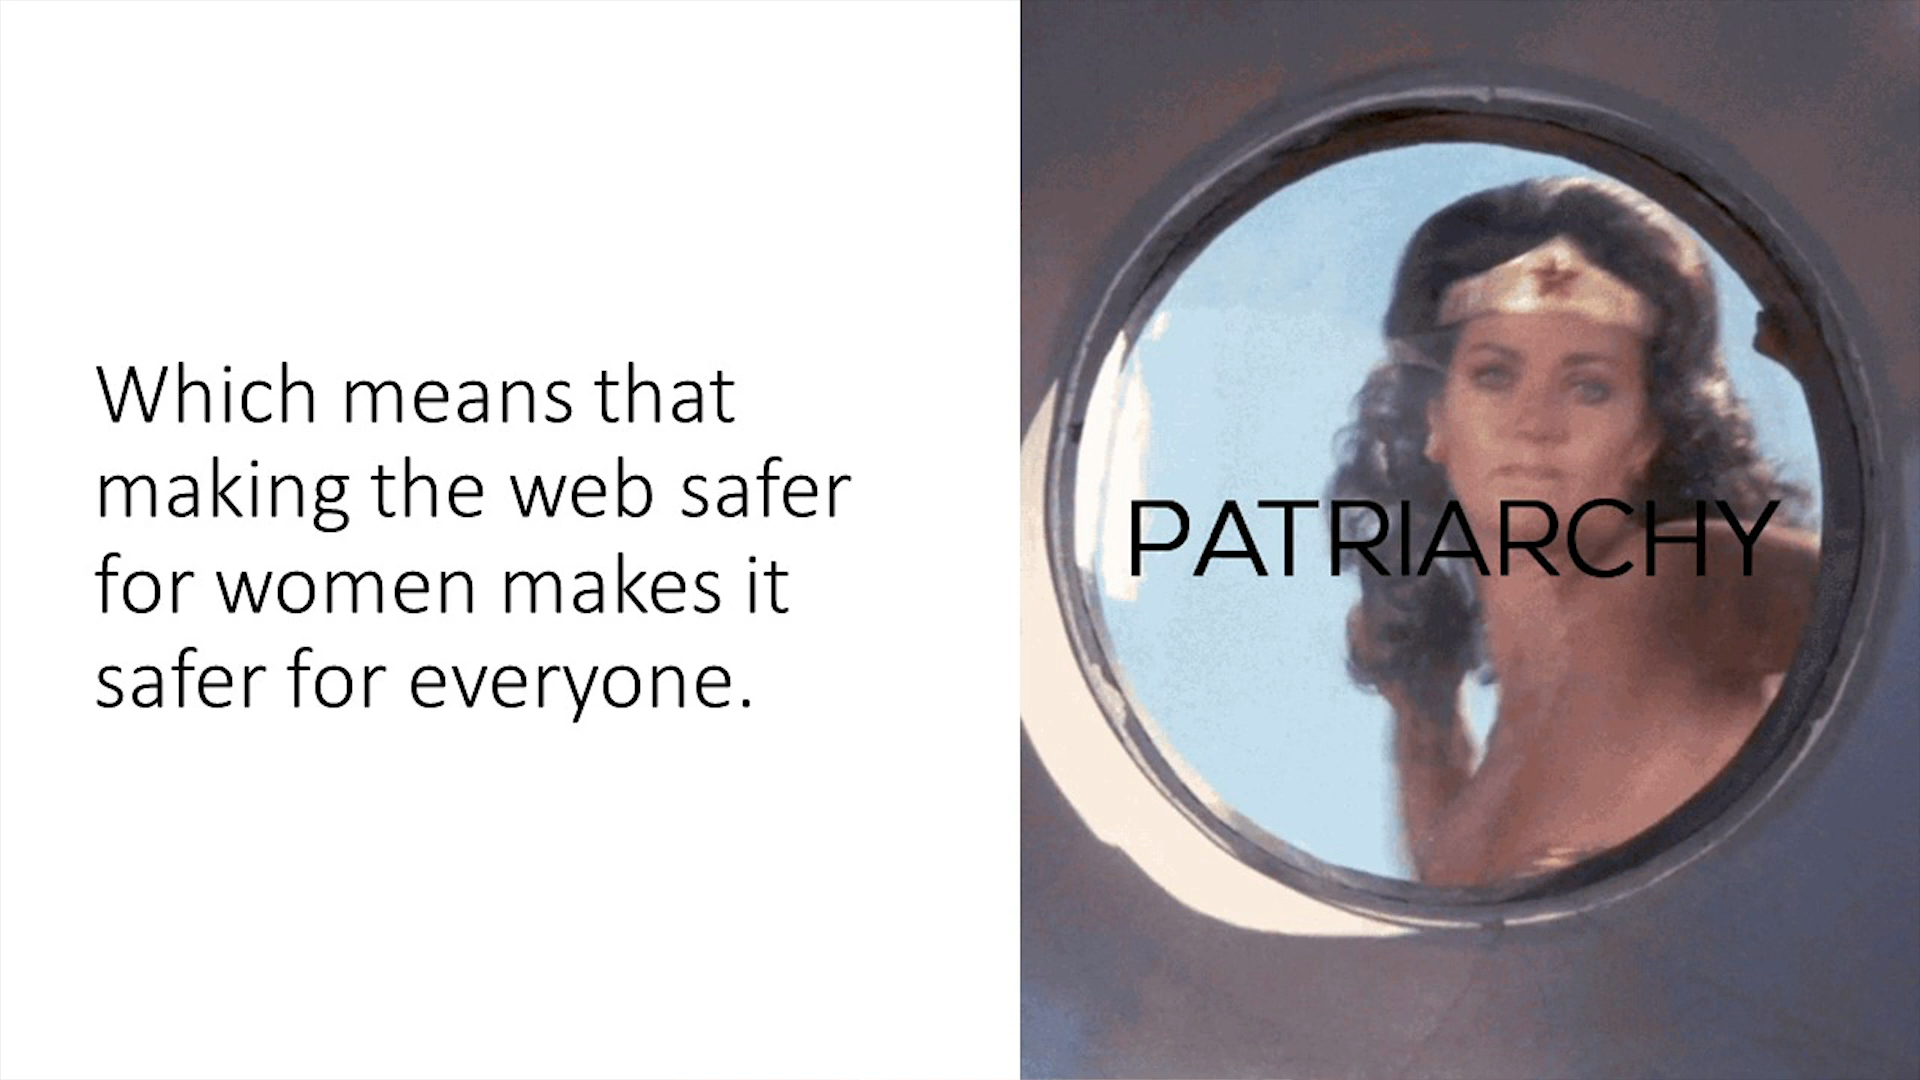 Which means that
making the web safer
for women makes it
safer for everyone.
PATRIARCHY